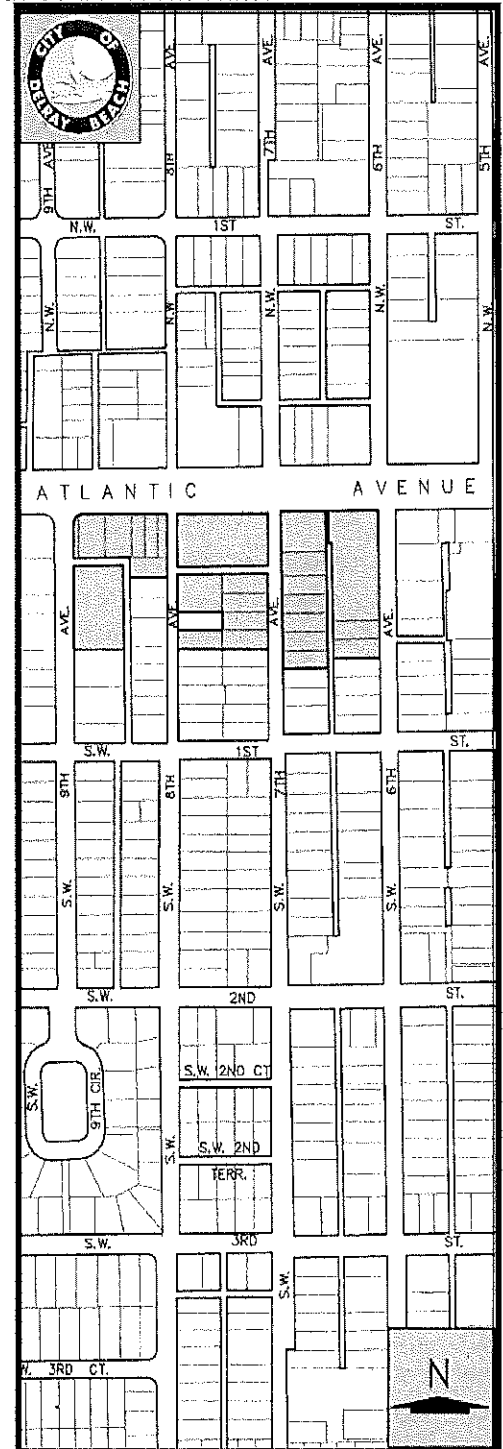 CITY OF
DELRAY BEACH
8TH AVE.
7TH AVE.
6TH AVE.
5TH AVE.
9TH AVE
N.W. 1ST ST.
N.W.
N.W.
N.W.
N.W.
N.W.
ATLANTIC AVENUE
AVE.
AVE.
AVE.
AVE.
S.W. 1ST ST.
9TH
8TH
7TH
6TH
S.W.
S.W.
S.W.
S.W.
S.W. 2ND ST.
S.W. 2ND CT
S.W.
9TH CIR.
S.W.
S.W. 2ND
TERR.
S.W. 3RD ST.
S.W.
W. 3RD CT.
N